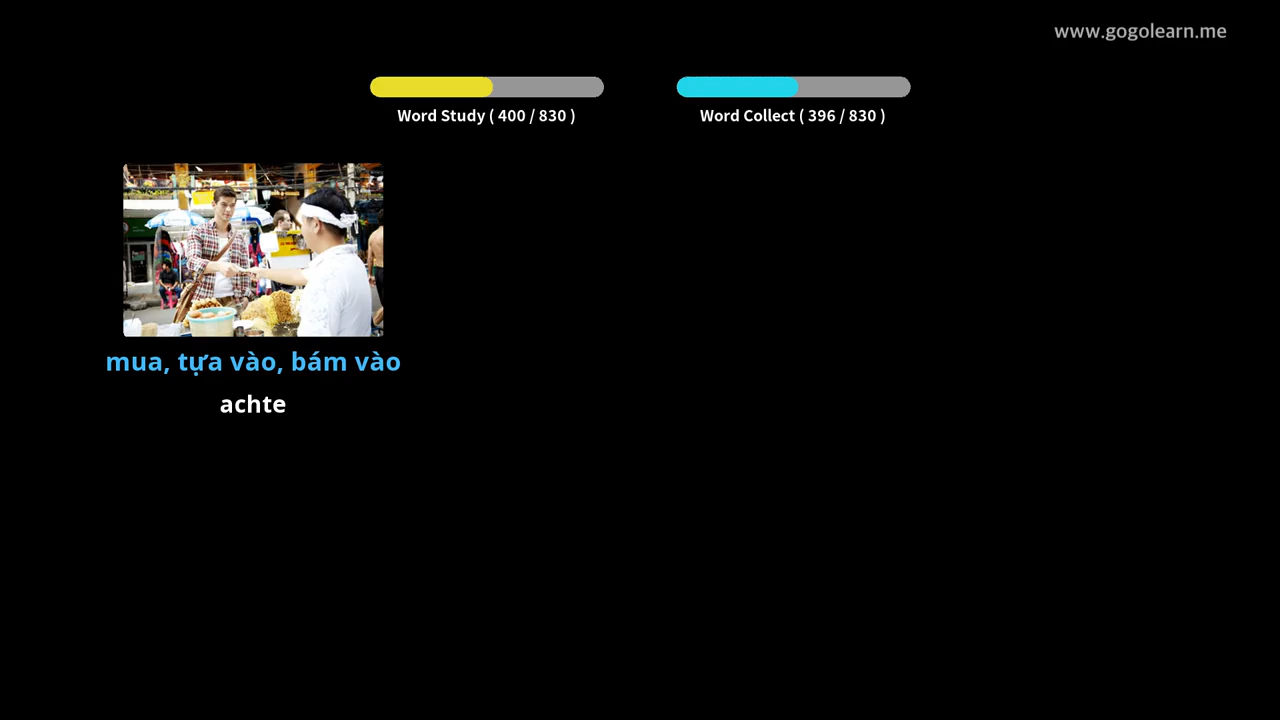 www.gogolearn.me
Word Study ( 400 / 830 )
Word Collect ( 396 / 830 )
mua, tựa vào, bám vào
achte